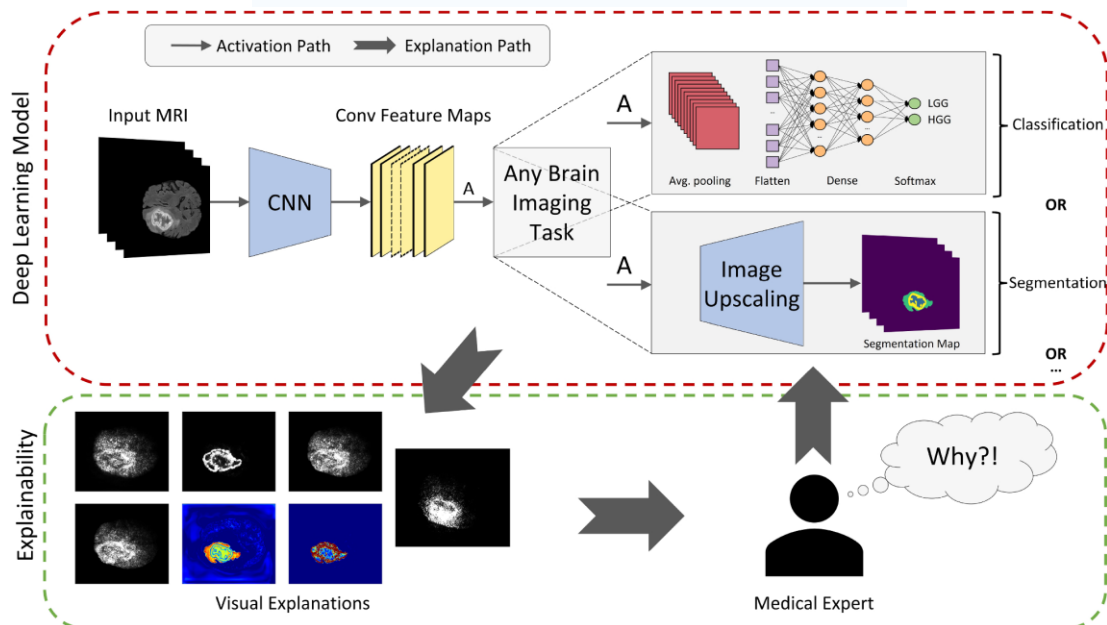 Activation Path
Explanation Path
Deep Learning Model
Input MRI
CNN
Conv Feature Maps
A
Any Brain
Imaging
Task
A
Avg. pooling
Flatten
...
Dense
...
...
Softmax
LGG
HGG
Classification
OR
A
Image
Upscaling
Segmentation Map
Segmentation
OR
...
Explainability
Visual Explanations
Medical Expert
Why?!